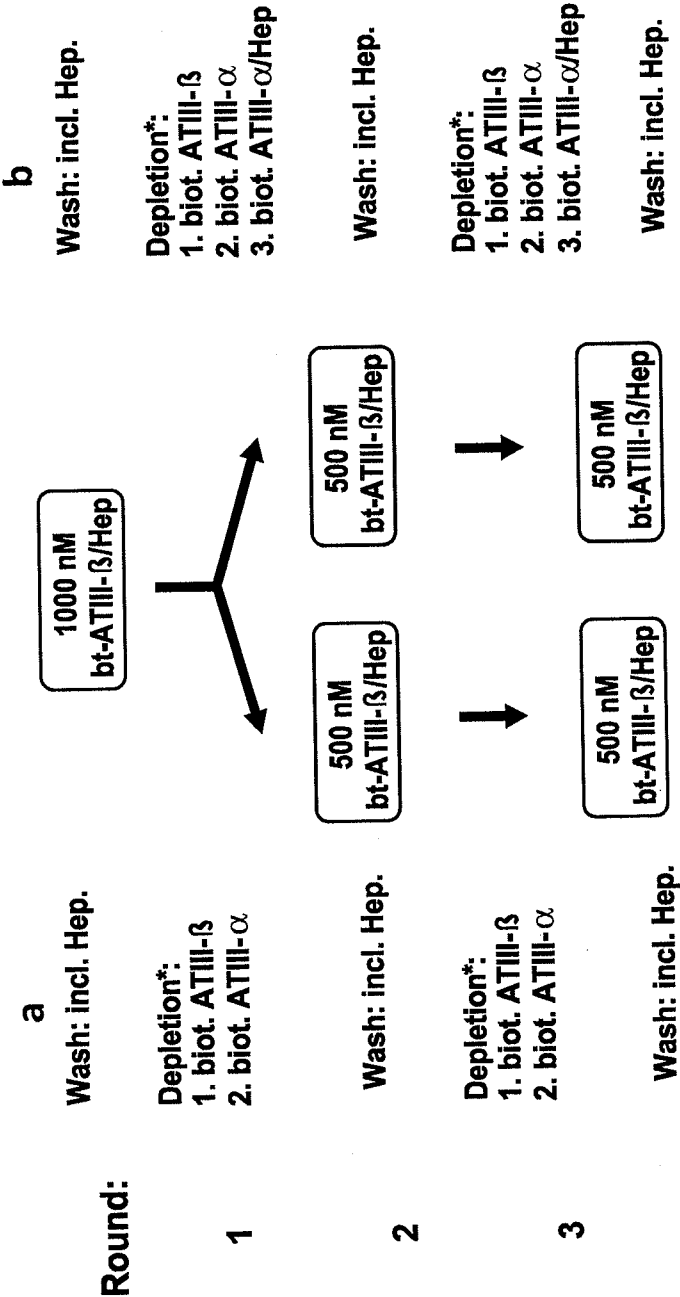 a
b
Round:
Wash: incl. Hep.
1000 nM
bt-ATIII-ß/Hep
Wash: incl. Hep.
1
Depletion*:
1. biot. ATIII-ß
2. biot. ATIII-α
Depletion*:
1. biot. ATIII-ß
2. biot. ATIII-α
3. biot. ATIII-α/Hep
2
Wash: incl. Hep.
500 nM
bt-ATIII-ß/Hep
500 nM
bt-ATIII-ß/Hep
Wash: incl. Hep.
Depletion*:
1. biot. ATIII-ß
2. biot. ATIII-α
Depletion*:
1. biot. ATIII-ß
2. biot. ATIII-α
3. biot. ATIII-α/Hep
3
Wash: incl. Hep.
500 nM
bt-ATIII-ß/Hep
500 nM
bt-ATIII-ß/Hep
Wash: incl. Hep.